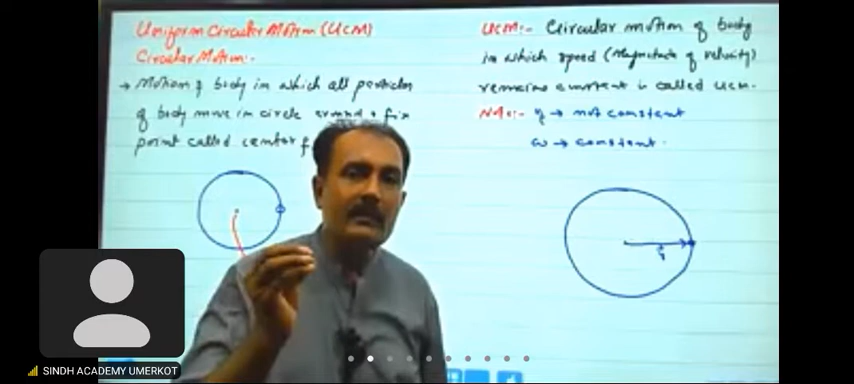 Uniform Circular Motion (UCM)
Circular Motion:-
→ Motion of body in which all particles
of body move in circle around a fix
point called center
UCM:- Circular motion of body
in which speed (Magnitude of velocity)
remains constant is called UCM.
→ not constant
ω → constant.
SINDH ACADEMY UMERKOT